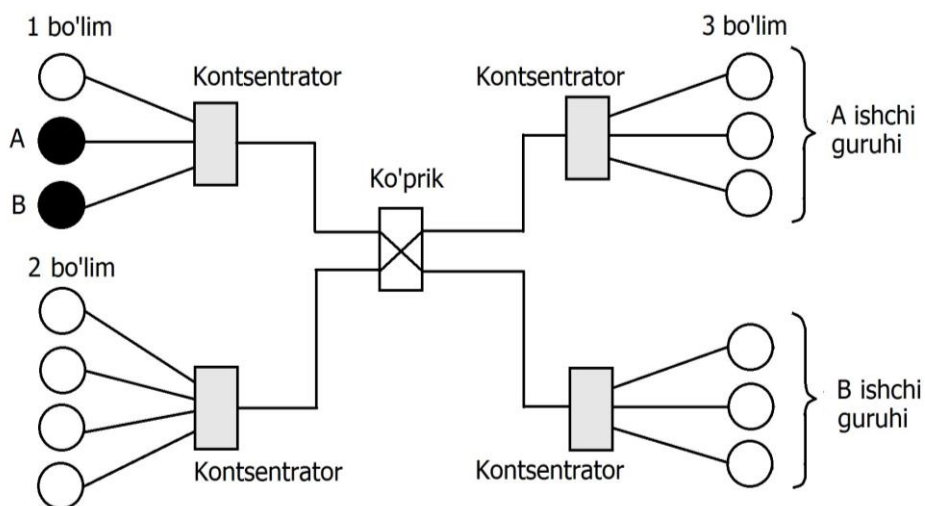 1 bo'lim
3 bo'lim
Kontsentrator
Kontsentrator
A
A ishchi
guruhi
B
Ko'prik
2 bo'lim
B ishchi
guruhi
Kontsentrator
Kontsentrator